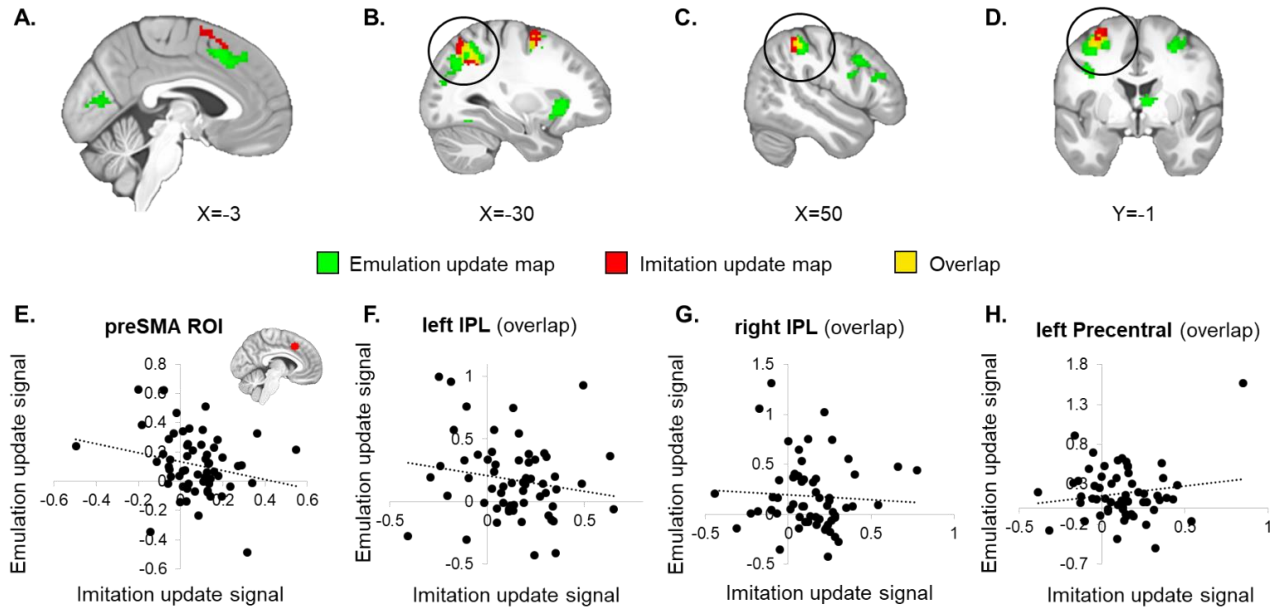 A.
B.
C.
D.
X=-3
X=-30
X=50
Y=-1
Emulation update map
Imitation update map
Overlap
E.
preSMA ROI
F.
left IPL (overlap)
G.
right IPL (overlap)
H.
left Precentral (overlap)
Emulation update signal
0.8
0.6
0.4
0.2
0
-0.2
-0.4
-0.6
-0.6 -0.4 -0.2 0 0.2 0.4 0.6
Imitation update signal
Emulation update signal
1
0.5
0
-0.5
-0.5 0 0.5
Imitation update signal
Emulation update signal
1.5
1
0.5
0
-0.5
-0.5 0 0.5 1
Imitation update signal
Emulation update signal
1.8
1.3
0.8
0.3
-0.7
-0.5 0 0.5 1
Imitation update signal